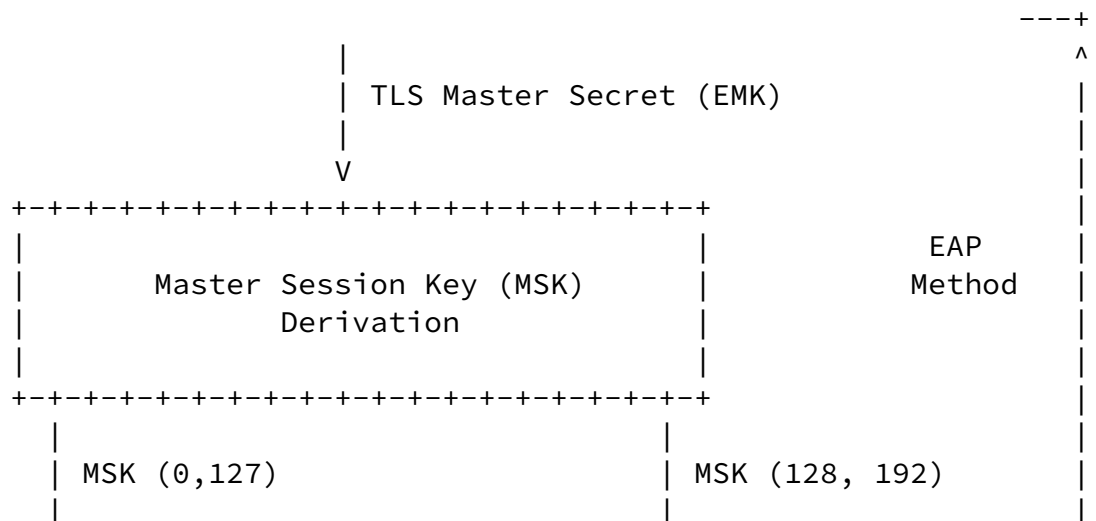 ---+
| ^
| TLS Master Secret (EMK) |
| |
V |
+-+-+-+-+-+-+-+-+-+-+-+-+-+-+-+-+-+-+-+ |
| | EAP |
| Master Session Key (MSK) | Method |
| Derivation | |
| | |
+-+-+-+-+-+-+-+-+-+-+-+-+-+-+-+-+-+-+-+ |
| | |
| MSK (0,127) | MSK (128, 192) |
| | |